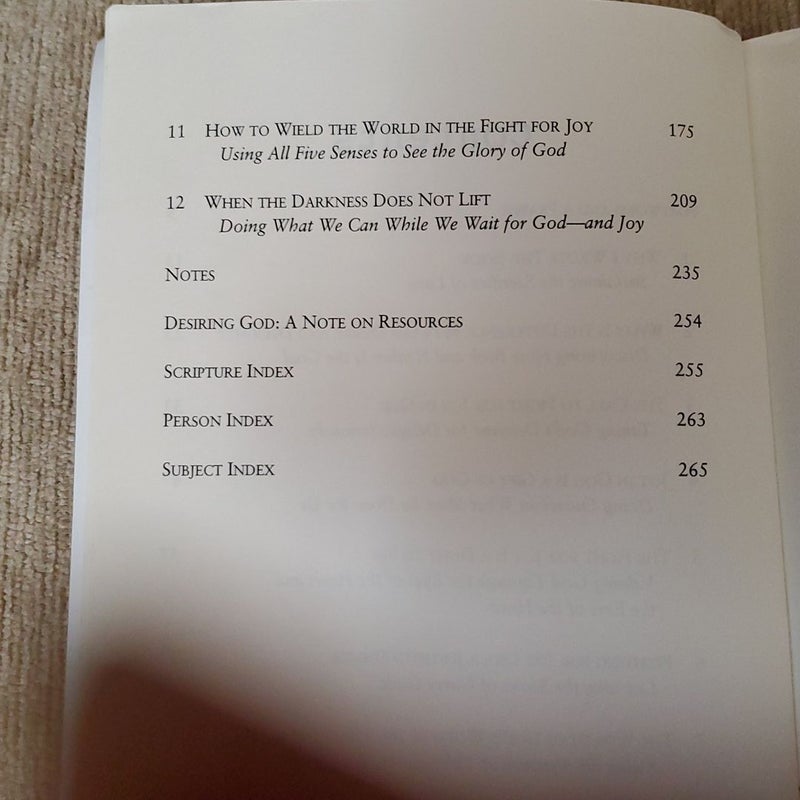 11 How to Wield the World in the Fight for Joy 175
Using All Five Senses to See the Glory of God
12 When the Darkness Does Not Lift 209
Doing What We Can While We Wait for God—and Joy
Notes 235
Desiring God: A Note on Resources 254
Scripture Index 255
Person Index 263
Subject Index 265